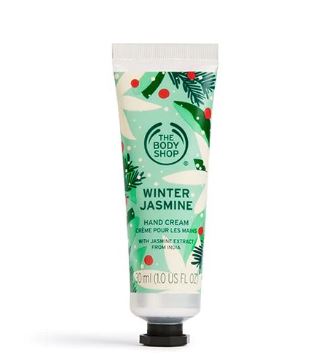 THE
BODY
SHOP
®
WINTER
JASMINE
HAND CREAM
CRÈME POUR LES MAINS
WITH JASMINE EXTRACT
FROM INDIA
30 ml (1.0 US FL OZ)